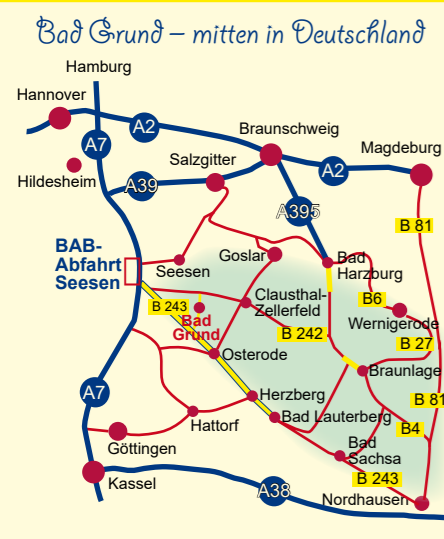 Bad Grund – mitten in Deutschland
Hamburg
Hannover
A2
A7
Braunschweig
Magdeburg
Salzgitter
A2
Hildesheim
A39
A395
B 81
BAB-
Abfahrt
Seesen
Seesen
Goslar
Bad
Harzburg
B6
B 243
Clausthal-
Zellerfeld
Bad
Grund
Wernigerode
B 242
B 27
Osterode
Braunlage
A7
Herzberg
B 81
Hattorf
Bad Lauterberg
B4
Göttingen
Bad
Sachsa
Kassel
B 243
A38
Nordhausen